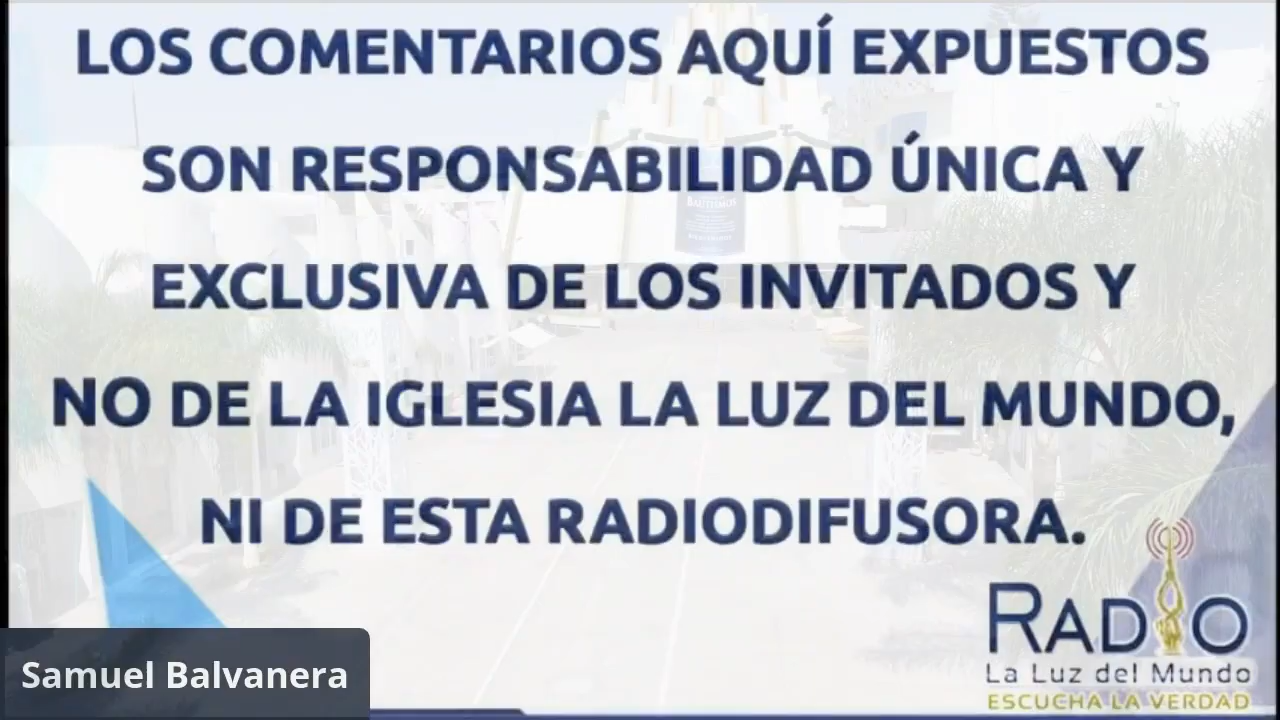 LOS COMENTARIOS AQUÍ EXPUESTOS
SON RESPONSABILIDAD ÚNICA Y
BAUTISMOS
EXCLUSIVA DE LOS INVITADOS Y
NO DE LA IGLESIA LA LUZ DEL MUNDO,
NI DE ESTA RADIODIFUSORA.
RADIO
La Luz del Mundo
ESCUCHA LA VERDAD
Samuel Balvanera